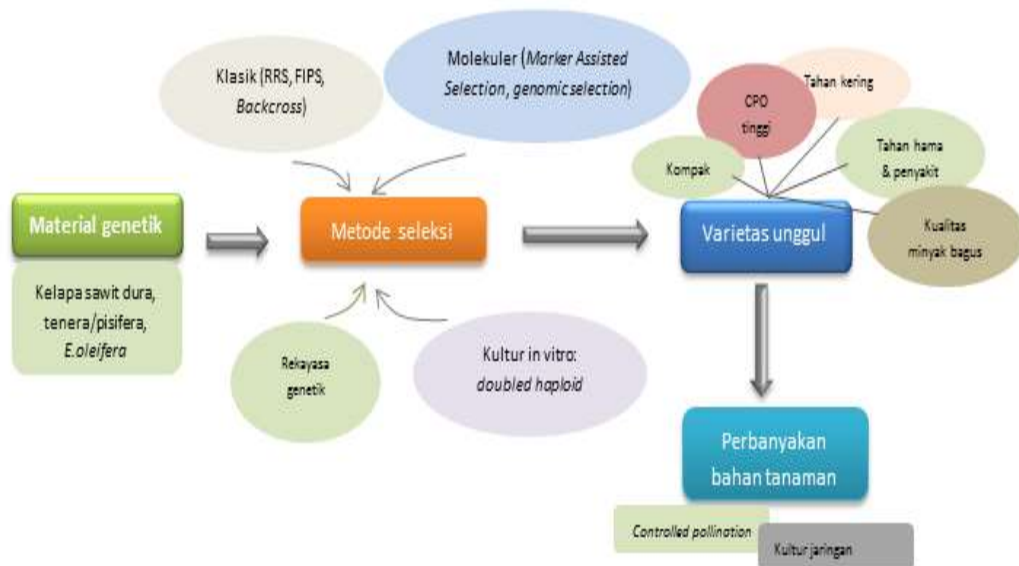 Klasik (RRS, FIPS,
Backcross)
Molekuler (Marker Assisted
Selection, genomic selection)
Tahan kering
CPO
tinggi
Tahan hama
& penyakit
Kompak
Material genetik
Metode seleksi
Varietas unggul
Kualitas
minyak bagus
Kelapa sawit dura,
tenera/pisifera,
E.oleifera
Rekayasa
genetik
Kultur in vitro:
doubled haploid
Perbanyakan
bahan tanaman
Controlled pollination
Kultur jaringan